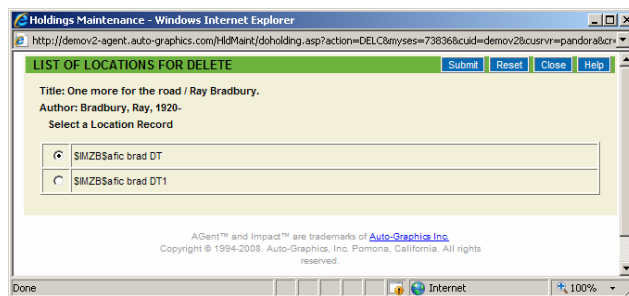 Holdings Maintenance - Windows Internet Explorer
http://demov2-agent.auto-graphics.com/HldMaint/doholding.asp?action=DELC&myses=73836&cuid=demov2&cusrvr=pandora&cr=
LIST OF LOCATIONS FOR DELETE Submit Reset Close Help
Title: One more for the road / Ray Bradbury.
Author: Bradbury, Ray, 1920-
Select a Location Record
$IMZB$afic brad DT
$IMZB$afic brad DT1
AGent™ and Impact™ are trademarks of Auto-Graphics Inc.
Copyright © 1994-2008. Auto-Graphics, Inc. Pomona, California. All rights
reserved.
Done Internet 100%